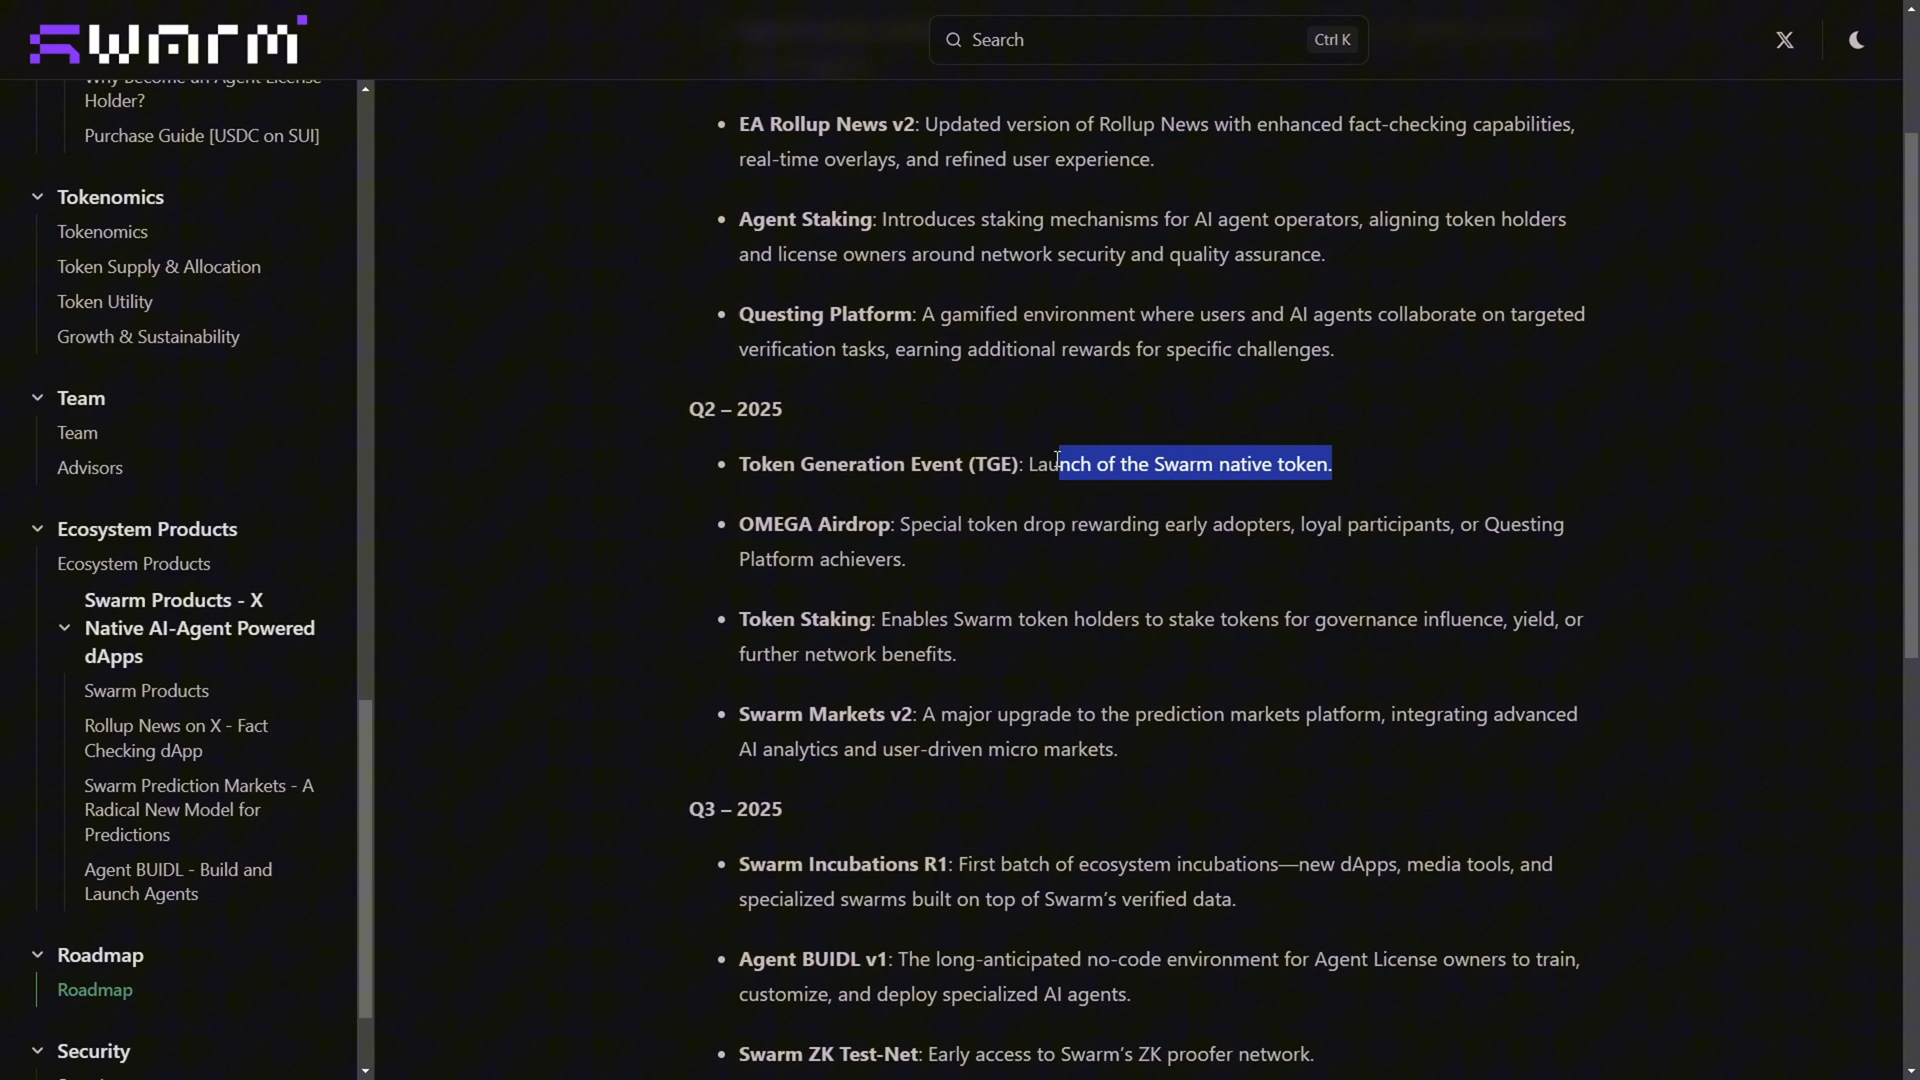 swarm
Search
Ctrl K
Why Become an Agent License
Holder?
Purchase Guide [USDC on SUI]
Tokenomics
Tokenomics
Token Supply & Allocation
Token Utility
Growth & Sustainability
Team
Team
Advisors
Ecosystem Products
Ecosystem Products
Swarm Products - X
Native AI-Agent Powered
dApps
Swarm Products
Rollup News on X - Fact
Checking dApp
Swarm Prediction Markets - A
Radical New Model for
Predictions
Agent BUIDL - Build and
Launch Agents
Roadmap
Roadmap
Security
• EA Rollup News v2: Updated version of Rollup News with enhanced fact-checking capabilities,
real-time overlays, and refined user experience.
• Agent Staking: Introduces staking mechanisms for AI agent operators, aligning token holders
and license owners around network security and quality assurance.
• Questing Platform: A gamified environment where users and AI agents collaborate on targeted
verification tasks, earning additional rewards for specific challenges.
Q2 – 2025
• Token Generation Event (TGE): Launch of the Swarm native token.
• OMEGA Airdrop: Special token drop rewarding early adopters, loyal participants, or Questing
Platform achievers.
• Token Staking: Enables Swarm token holders to stake tokens for governance influence, yield, or
further network benefits.
• Swarm Markets v2: A major upgrade to the prediction markets platform, integrating advanced
AI analytics and user-driven micro markets.
Q3 – 2025
• Swarm Incubations R1: First batch of ecosystem incubations—new dApps, media tools, and
specialized swarms built on top of Swarm’s verified data.
• Agent BUIDL v1: The long-anticipated no-code environment for Agent License owners to train,
customize, and deploy specialized AI agents.
• Swarm ZK Test-Net: Early access to Swarm’s ZK proofer network.